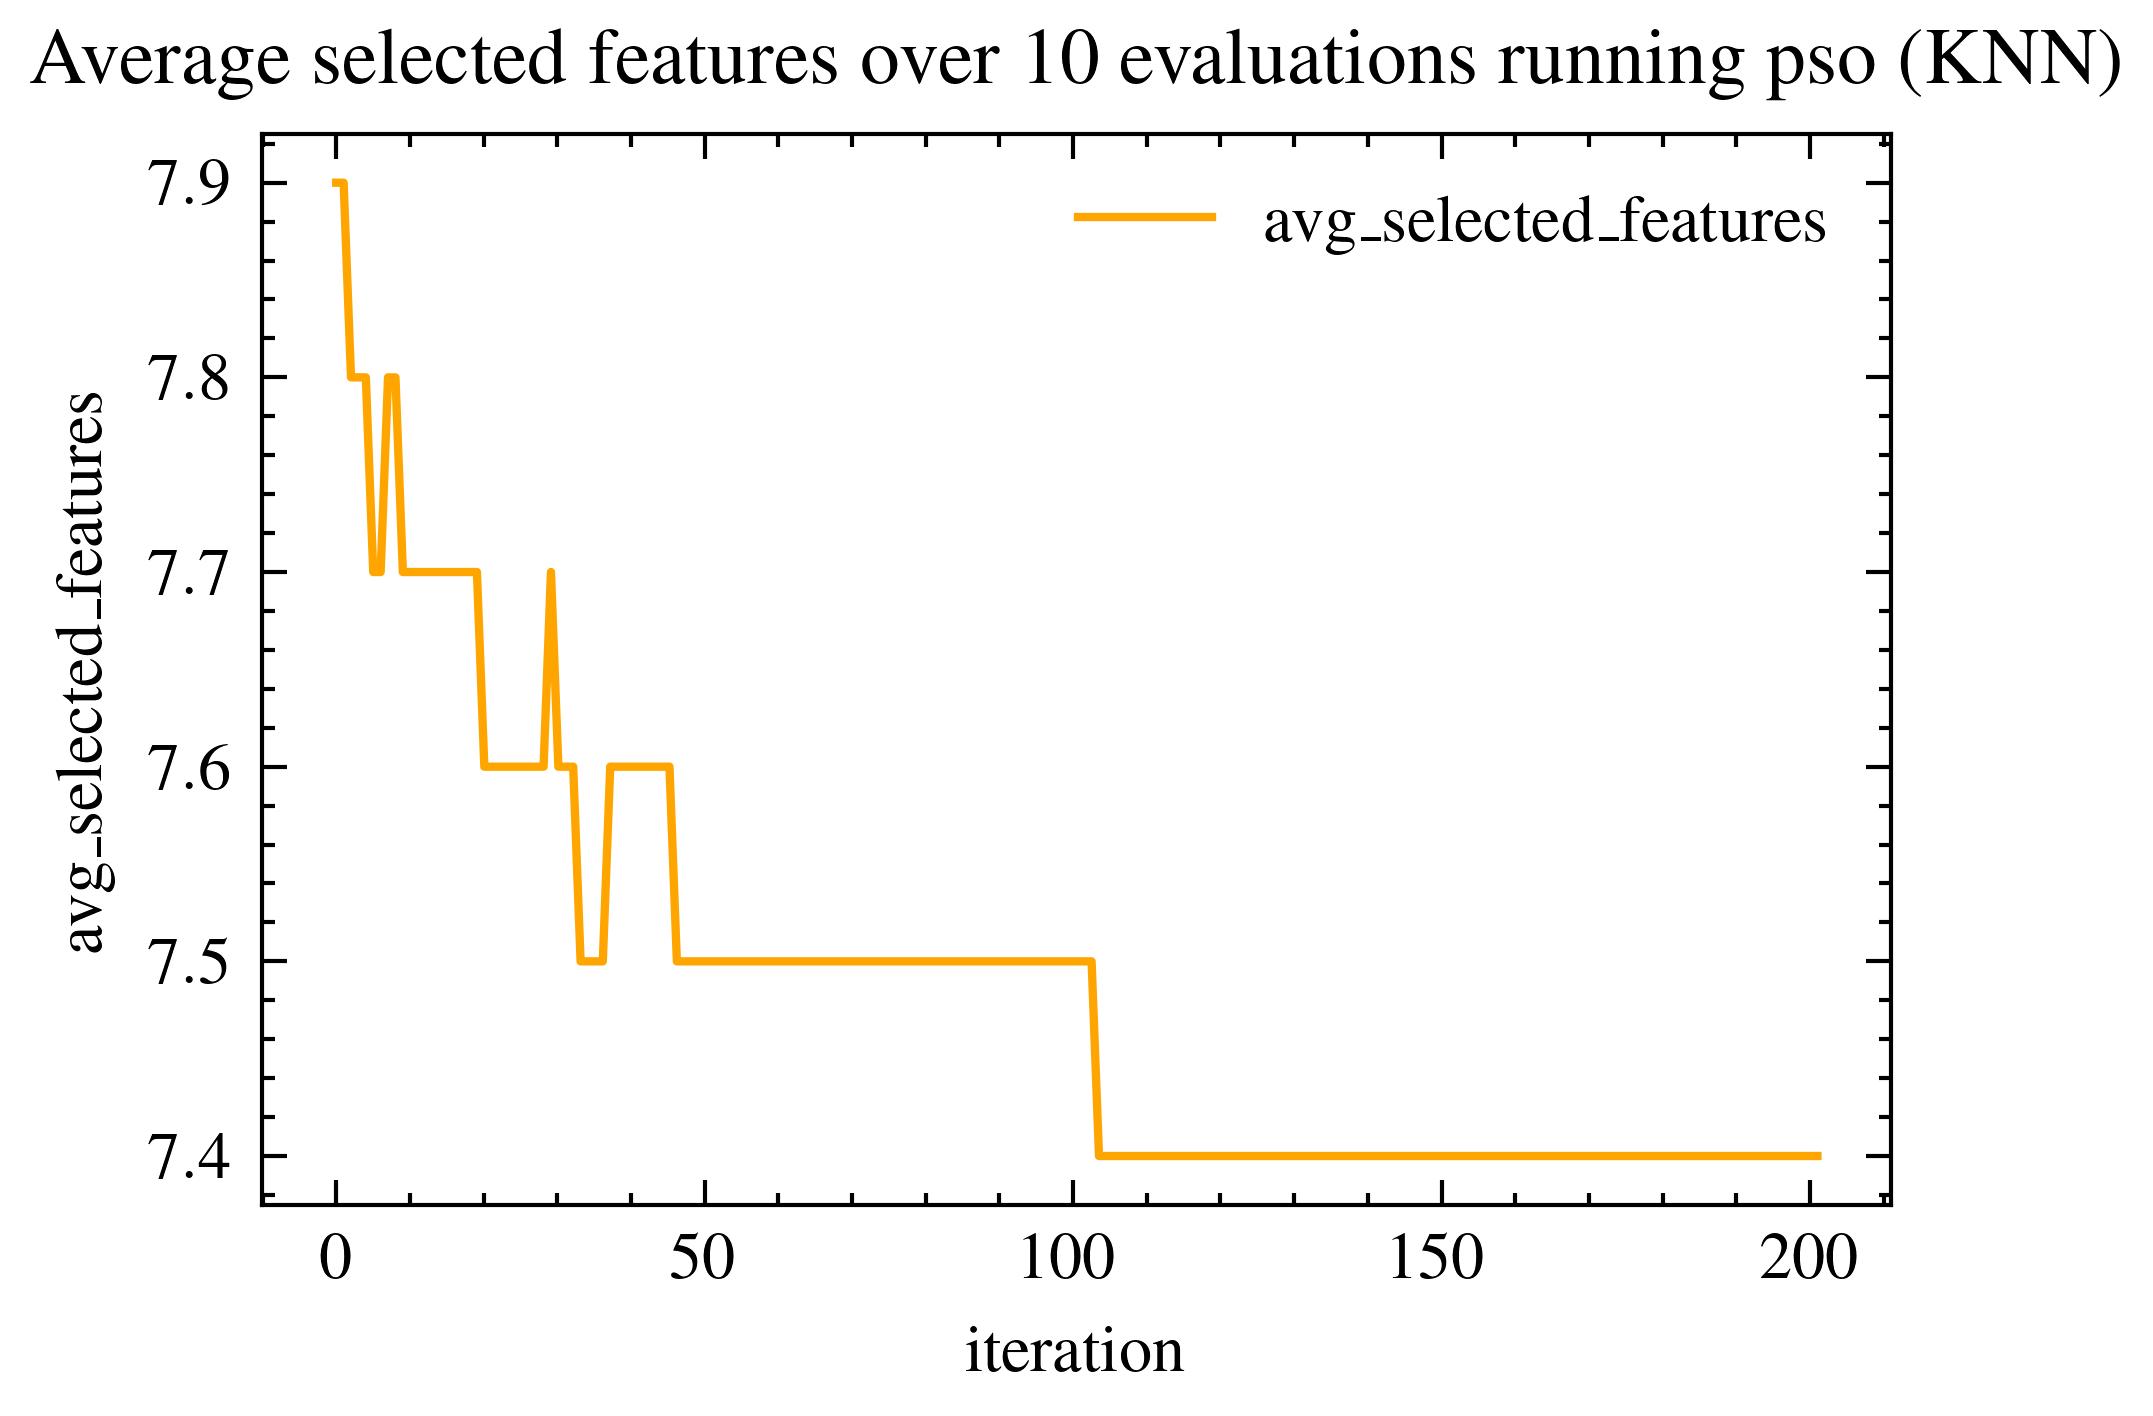 Average selected features over 10 evaluations running pso (KNN)
avg_selected_features
7.9
7.8
7.7
7.6
7.5
7.4
avg_selected_features
0 50 100 150 200
iteration